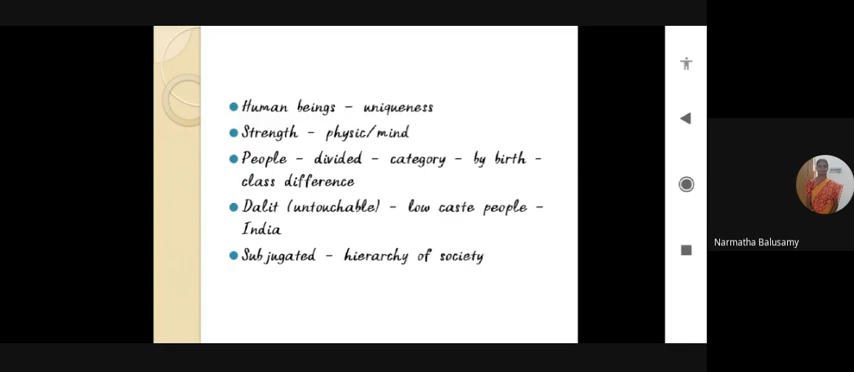 Human beings - uniqueness
Strength - physic/mind
People - divided - category - by birth -
class difference
Dalit (untouchable) - low caste people -
India
Subjugated - hierarchy of society
Narmatha Balusamy